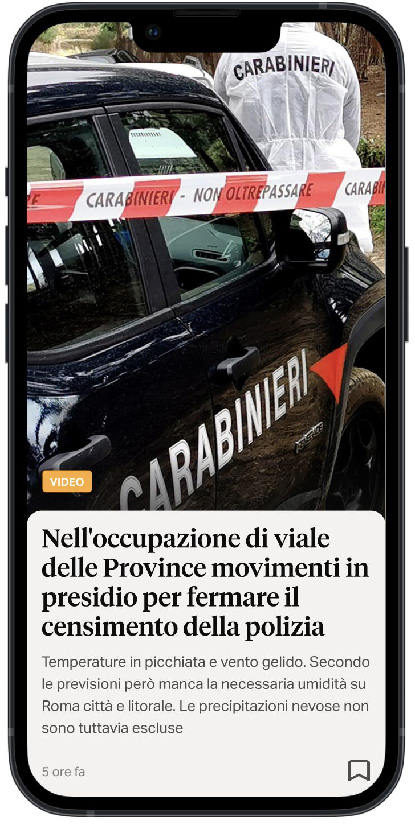 CARABINIERI
RE
CARABINIERI - NON OLTREPASSARE
CARABIN
CARABINIERI
VIDEO
Nell'occupazione di viale
delle Province movimenti in
presidio per fermare il
censimento della polizia
Temperature in picchiata e vento gelido. Secondo
le previsioni però manca la necessaria umidità su
Roma città e litorale. Le precipitazioni nevose non
sono tuttavia escluse
5 ore fa